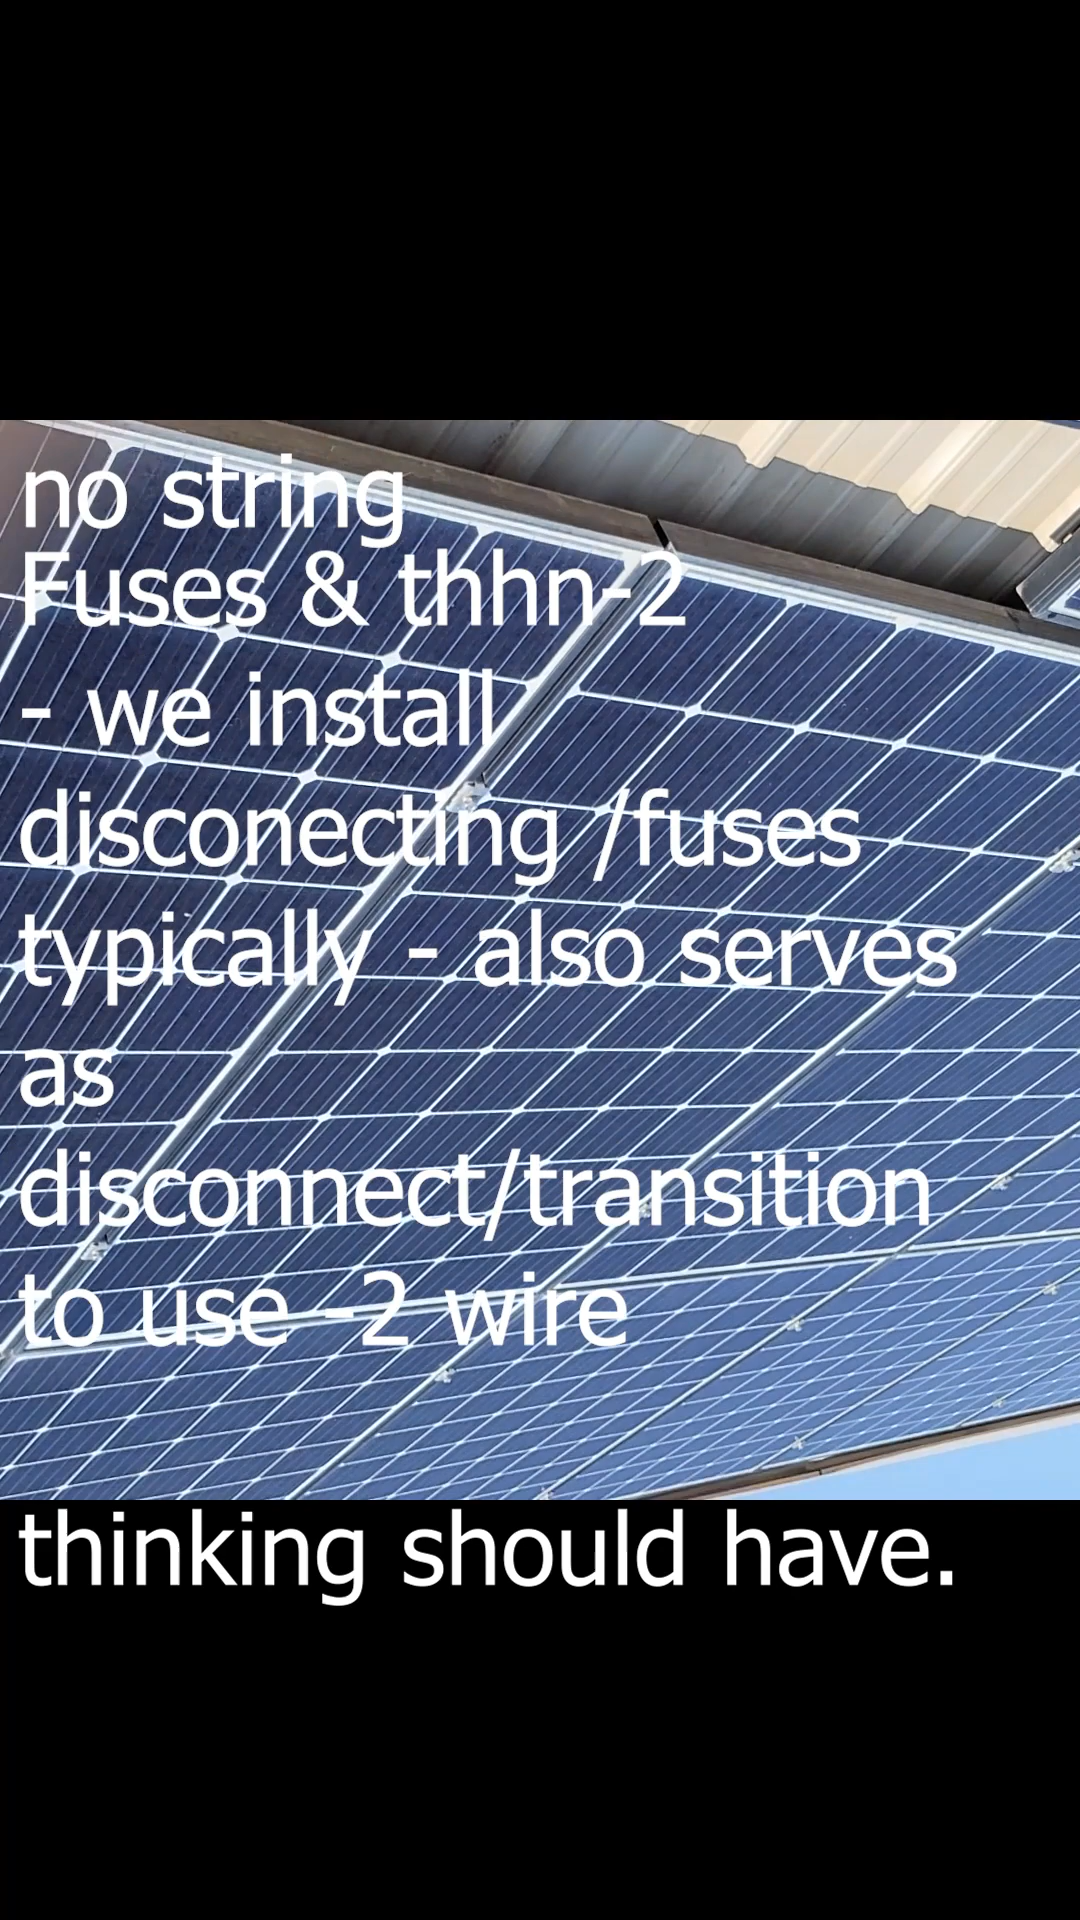 no string
Fuses & thhn-2
- we install
disconecting /fuses
typically - also serves
as
disconnect/transition
to use -2 wire
thinking should have.